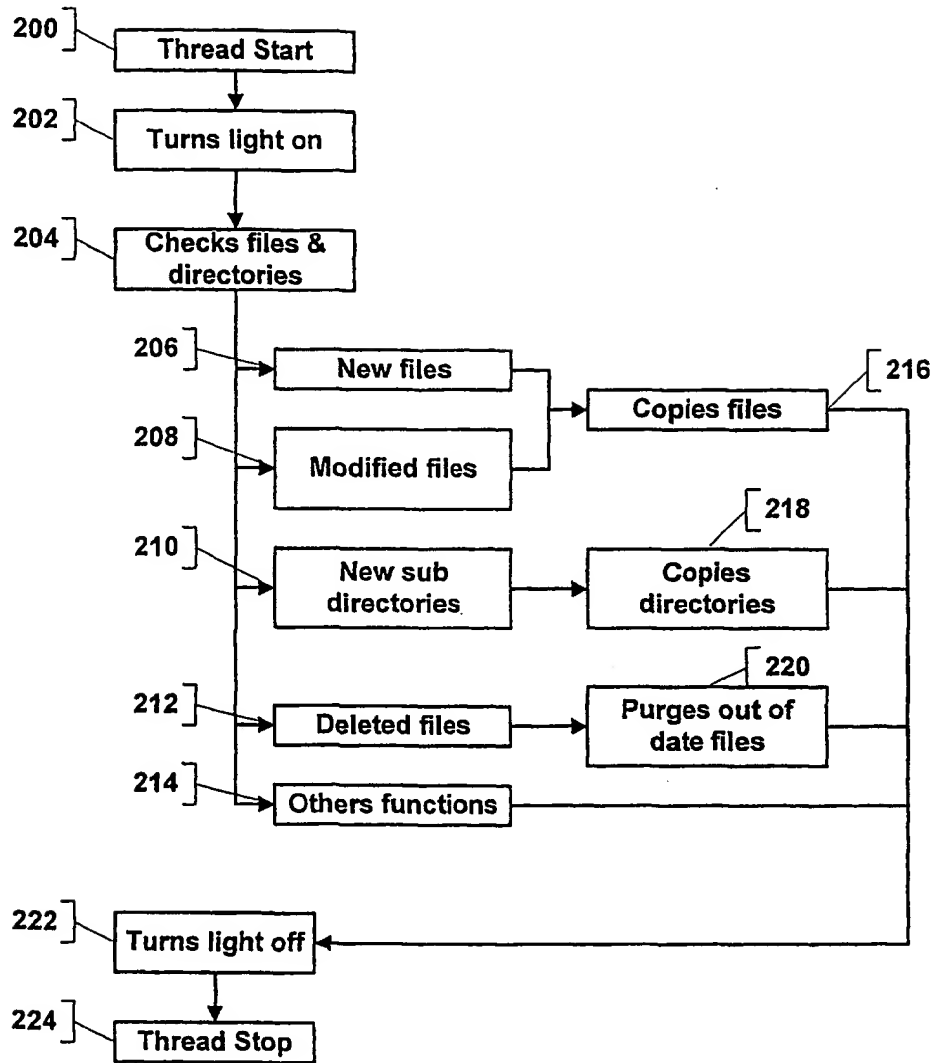 200
Thread Start
202
Turns light on
204
Checks files &
directories
206
New files
216
Copies files
208
Modified files
218
210
New sub
directories
Copies
directories
220
212
Deleted files
Purges out of
date files
214
Others functions
222
Turns light off
224
Thread Stop